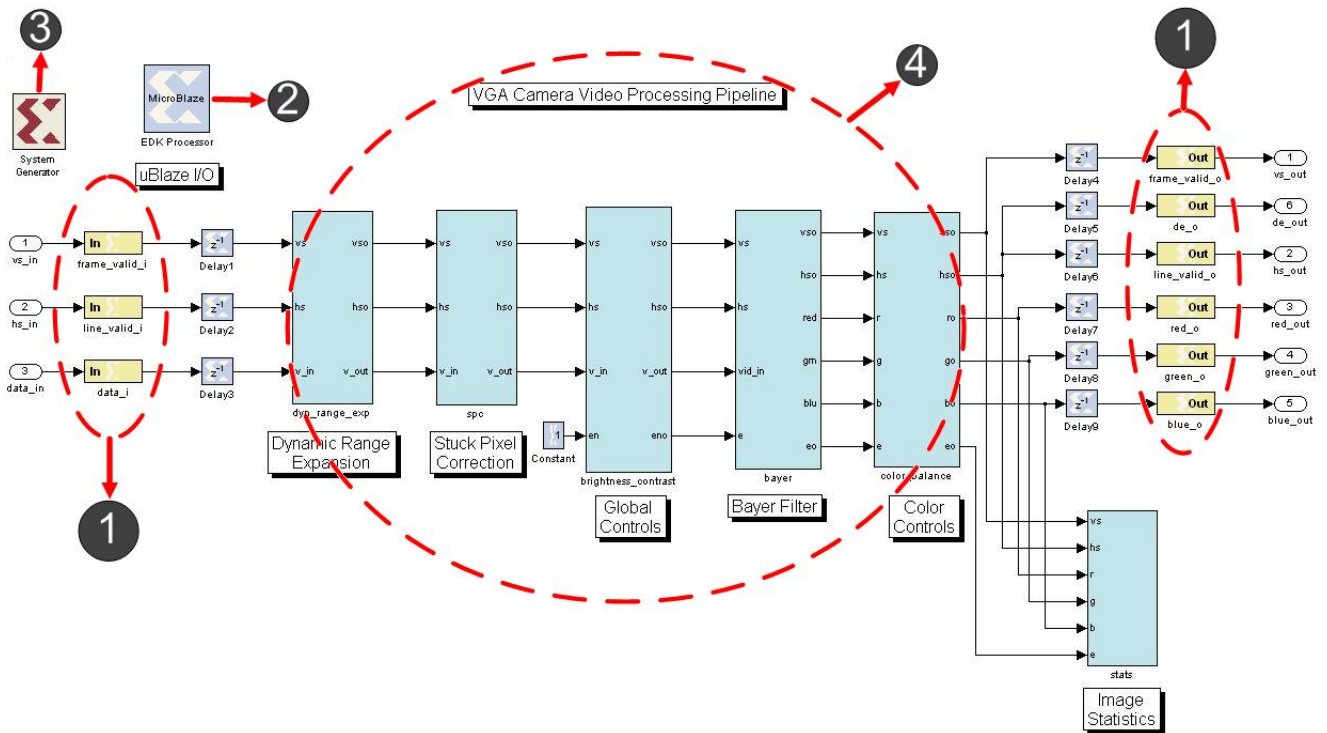 3
System
Generator
MicroBlaze
EDK Processor
2
uBlaze I/O
VGA Camera Video Processing Pipeline
4
1
1
vs_in
In
frame_valid_i
z⁻¹
Delay1
2
hs_in
In
line_valid_i
z⁻¹
Delay2
3
data_in
In
data_i
z⁻¹
Delay3
1
vs
hs
v_in
vso
hso
v_out
dyn_range_exp
Dynamic Range
Expansion
vs
hs
v_in
vso
hso
v_out
spc
Stuck Pixel
Correction
1
Constant
vs
hs
v_in
en
vso
hso
v_out
eno
brightness_contrast
Global
Controls
vs
hs
vid_in
e
vso
hso
red
grn
blu
eo
bayer
Bayer Filter
vs
hs
r
g
b
e
vso
hso
ro
go
bo
eo
color_balance
Color
Controls
z⁻¹
Delay4
Out
frame_valid_o
1
vs_out
z⁻¹
Delay5
Out
de_o
6
de_out
z⁻¹
Delay6
Out
line_valid_o
2
hs_out
z⁻¹
Delay7
Out
red_o
3
red_out
z⁻¹
Delay8
Out
green_o
4
green_out
z⁻¹
Delay9
Out
blue_o
5
blue_out
vs
hs
r
g
b
e
stats
Image
Statistics